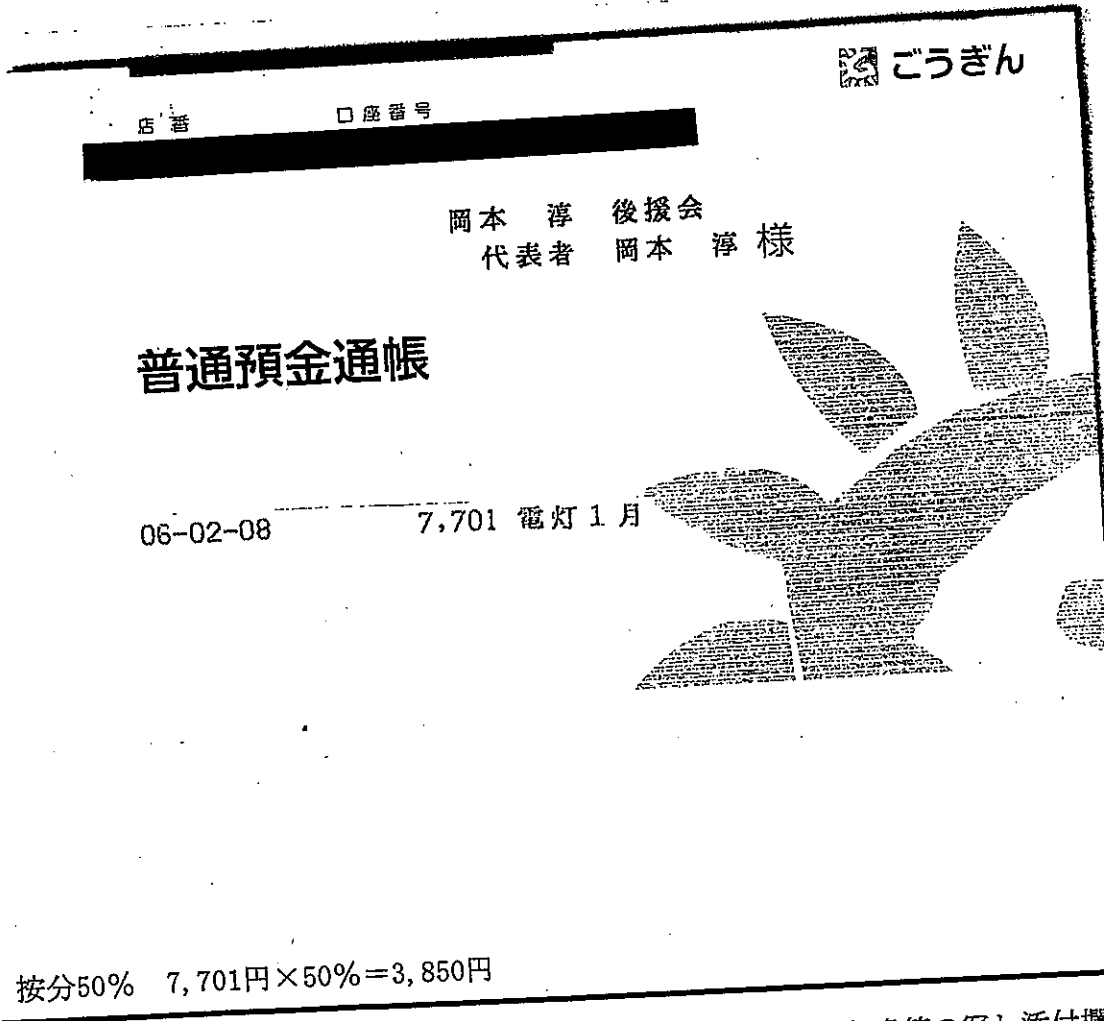 ごうぎん
店番 口座番号
岡本 淳 後援会
代表者 岡本 淳 様
普通預金通帳
06-02-08 7,701 電灯1月
按分50% 7,701円×50%=3,850円